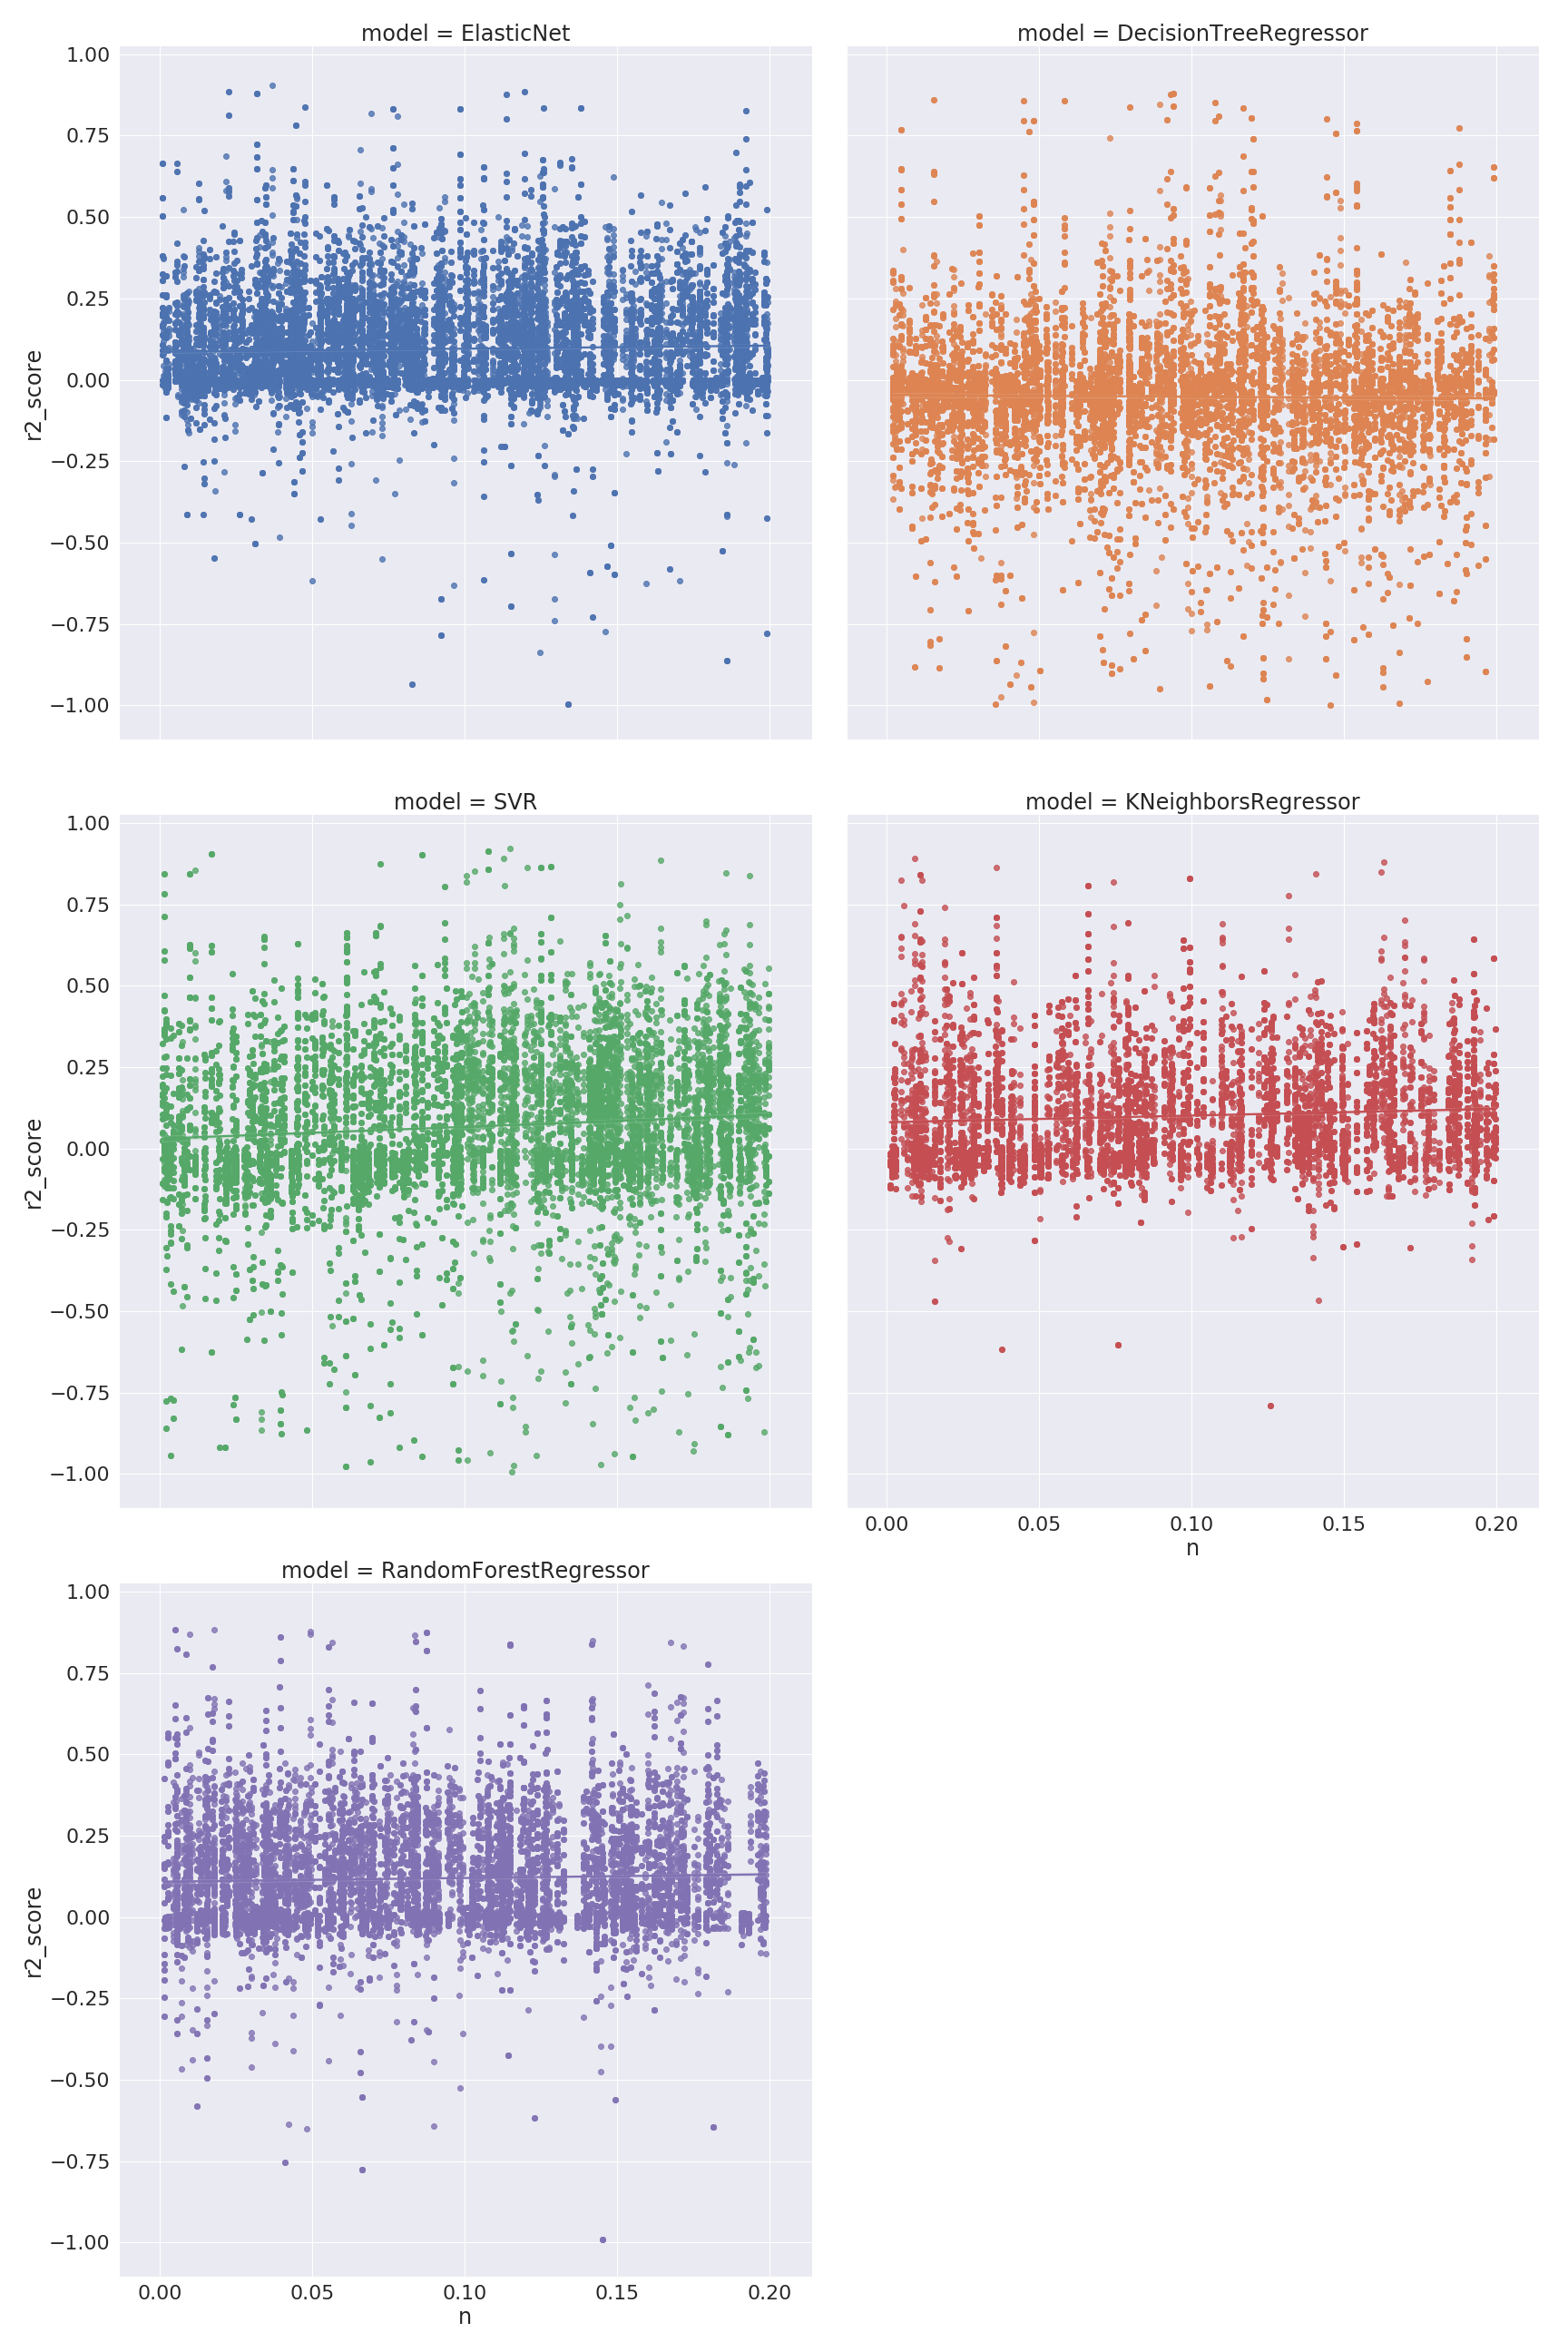 model = ElasticNet
model = DecisionTreeRegressor
1.00
0.75
0.50
0.25
0.00
−0.25
−0.50
−0.75
−1.00
r2_score
model = SVR
model = KNeighborsRegressor
1.00
0.75
0.50
0.25
0.00
−0.25
−0.50
−0.75
−1.00
r2_score
0.00 0.05 0.10 0.15 0.20
n
model = RandomForestRegressor
1.00
0.75
0.50
0.25
0.00
−0.25
−0.50
−0.75
−1.00
r2_score
0.00 0.05 0.10 0.15 0.20
n